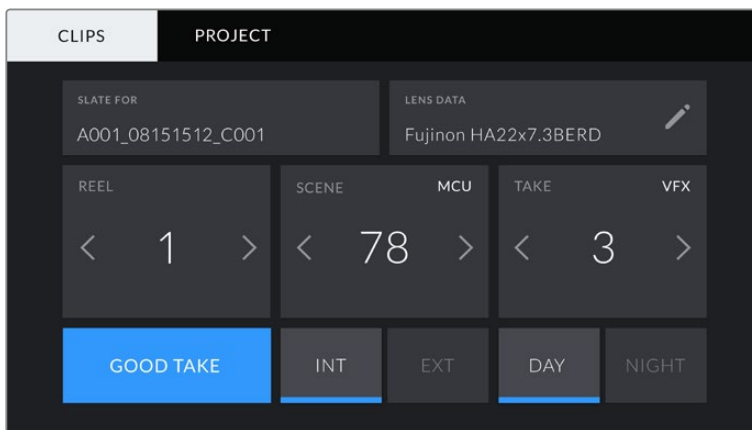 CLIPS PROJECT
SLATE FOR
A001_08151512_C001
LENS DATA
Fujinon HA22x7.3BERD
REEL
1
SCENE MCU
78
TAKE VFX
3
GOOD TAKE
INT
EXT
DAY
NIGHT